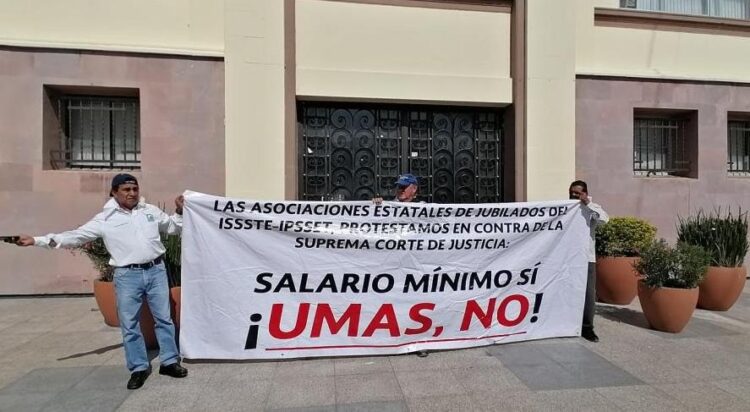 LAS ASOCIACIONES ESTATALES DE JUBILADOS DEL
ISSSTE-IPSSET, PROTESTAMOS EN CONTRA DE LA
SUPREMA CORTE DE JUSTICIA:
SALARIO MÍNIMO SÍ
¡UMAS, NO!